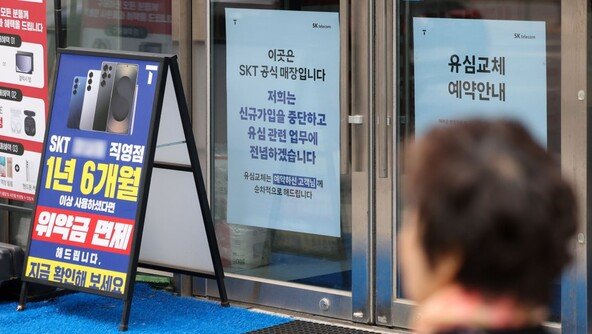 SKT 직영점
1년 6개월
이상 사용하셨다면
위약금 면제
해드립니다.
지금 확인해 보세요
SK telecom
이곳은
SKT 공식 매장입니다
저희는
신규가입을 중단하고
유심 관련 업무에
전념하겠습니다
유심교체는 예약하신 고객님께
순차적으로 해드립니다
SK telecom
유심교체
예약안내